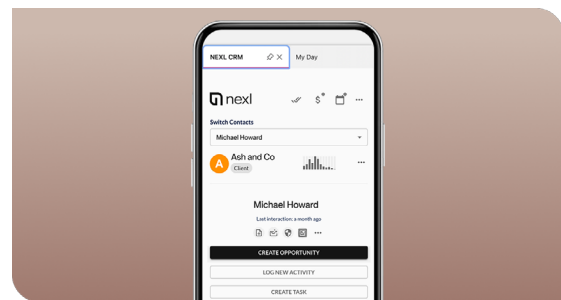 NEXL CRM
My Day
nexl
$
Switch Contacts
Michael Howard
A
Ash and Co
Client
Michael Howard
Last interaction: a month ago
CREATE OPPORTUNITY
LOG NEW ACTIVITY
CREATE TASK